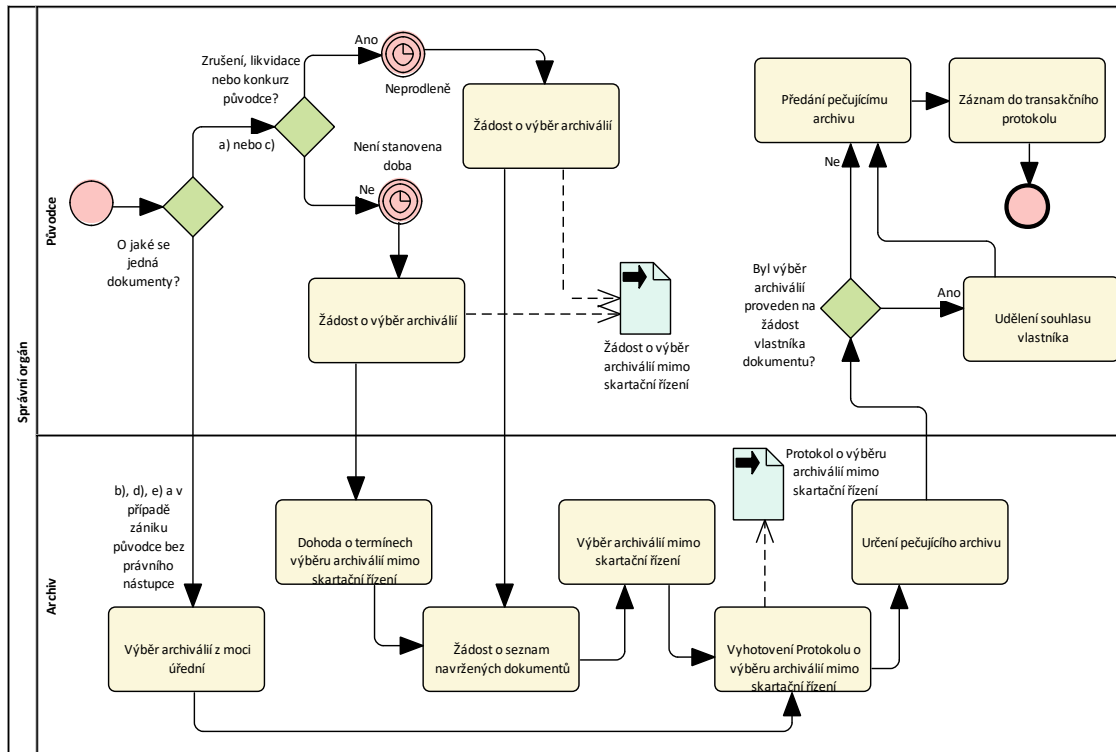 Správní orgán
Původce
O jaké se
jedná
dokumenty?
a) nebo c)
Zrušení, likvidace
nebo konkurz
původce?
Ano
Neprodleně
Žádost o výběr archiválií
Není stanovena
doba
Ne
Žádost o výběr archiválií
Žádost o výběr
archiválií mimo
skartační řízení
Předání pečujícímu
archivu
Záznam do transakčního
protokolu
Ne
Byl výběr
archiválií
proveden na
žádost
vlastníka
dokumentu?
Ano
Udělení souhlasu
vlastníka
Archiv
b), d), e) a v
případě
zániku
původce bez
právního
nástupce
Výběr archiválií z moci
úřední
Dohoda o termínech
výběru archiválií mimo
skartační řízení
Žádost o seznam
navržených dokumentů
Výběr archiválií mimo
skartační řízení
Protokol o výběru
archiválií mimo
skartační řízení
Vyhotovení Protokolu o
výběru archiválií mimo
skartační řízení
Určení pečujícího archivu